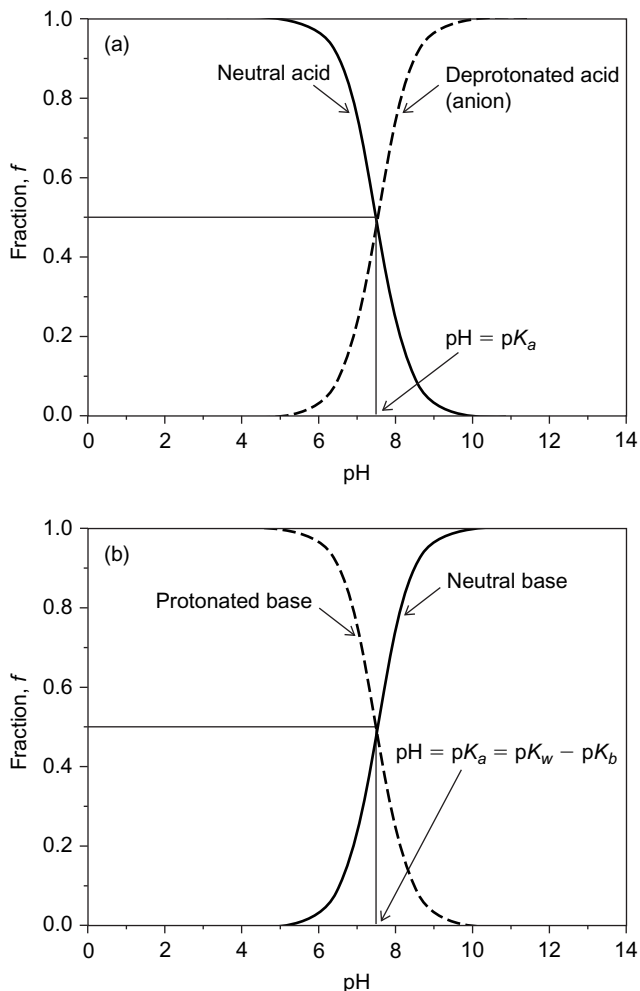 (a)
Neutral acid
Deprotonated acid
(anion)
pH = pKa
Fraction, f
1.0
0.8
0.6
0.4
0.2
0.0
0 2 4 6 8 10 12 14
pH
(b)
Protonated base
Neutral base
pH = pKa = pKw − pKb
Fraction, f
1.0
0.8
0.6
0.4
0.2
0.0
0 2 4 6 8 10 12 14
pH